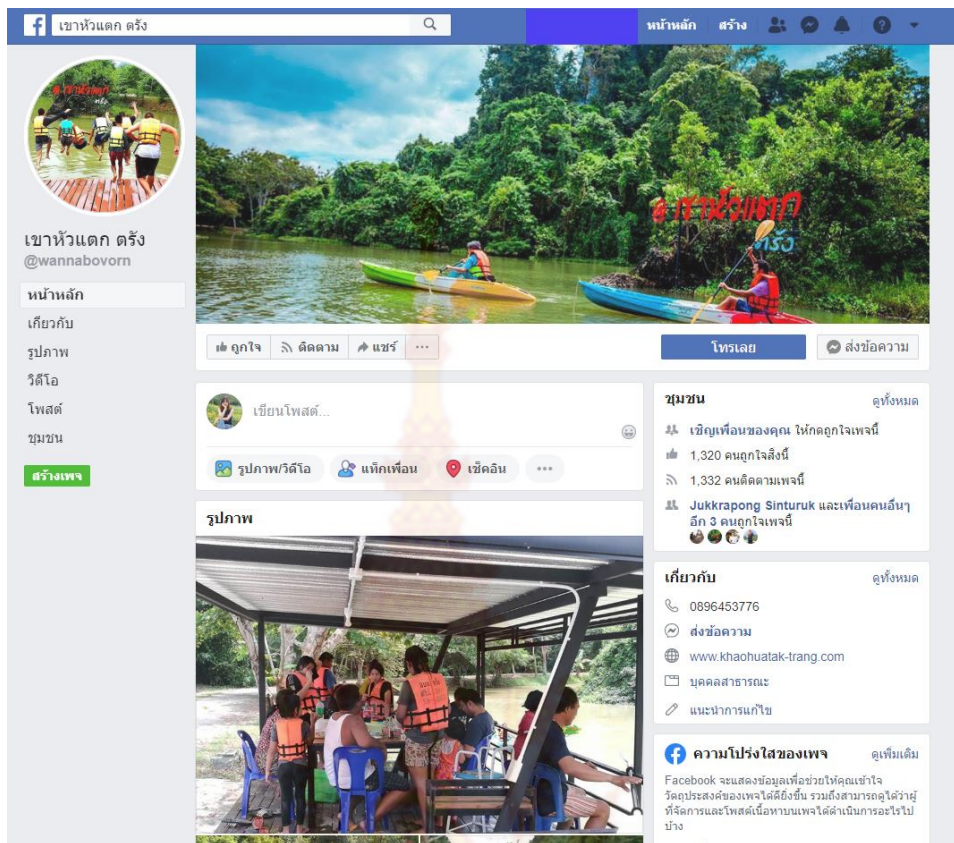 เขาหัวแตก ตรัง
หน้าหลัก สร้าง
@ เขาหัวแตก
ตรัง
@ เขาหัวแตก
ตรัง
เขาหัวแตก ตรัง
@wannabovorn
หน้าหลัก
เกี่ยวกับ
รูปภาพ
วิดีโอ
โพสต์
ชุมชน
สร้างเพจ
ถูกใจ ติดตาม แชร์ ...
โทรเลย ส่งข้อความ
เขียนโพสต์...
รูปภาพ/วิดีโอ แท็กเพื่อน เช็คอิน ...
รูปภาพ
ชุมชน ดูทั้งหมด
เชิญเพื่อนของคุณ ให้กดถูกใจเพจนี้
1,320 คนถูกใจสิ่งนี้
1,332 คนติดตามเพจนี้
Jukkrapong Sinturuk และเพื่อนคนอื่นๆ
อีก 3 คนถูกใจเพจนี้
เกี่ยวกับ ดูทั้งหมด
0896453776
ส่งข้อความ
www.khaohuatak-trang.com
บุคคลสาธารณะ
แนะนำการแก้ไข
ความโปร่งใสของเพจ ดูเพิ่มเติม
Facebook จะแสดงข้อมูลเพื่อช่วยให้คุณเข้าใจ
วัตถุประสงค์ของเพจได้ดียิ่งขึ้น รวมถึงสามารถดูได้ว่าผู้
ที่จัดการและโพสต์เนื้อหาบนเพจได้ดำเนินการอะไรไป
บ้าง